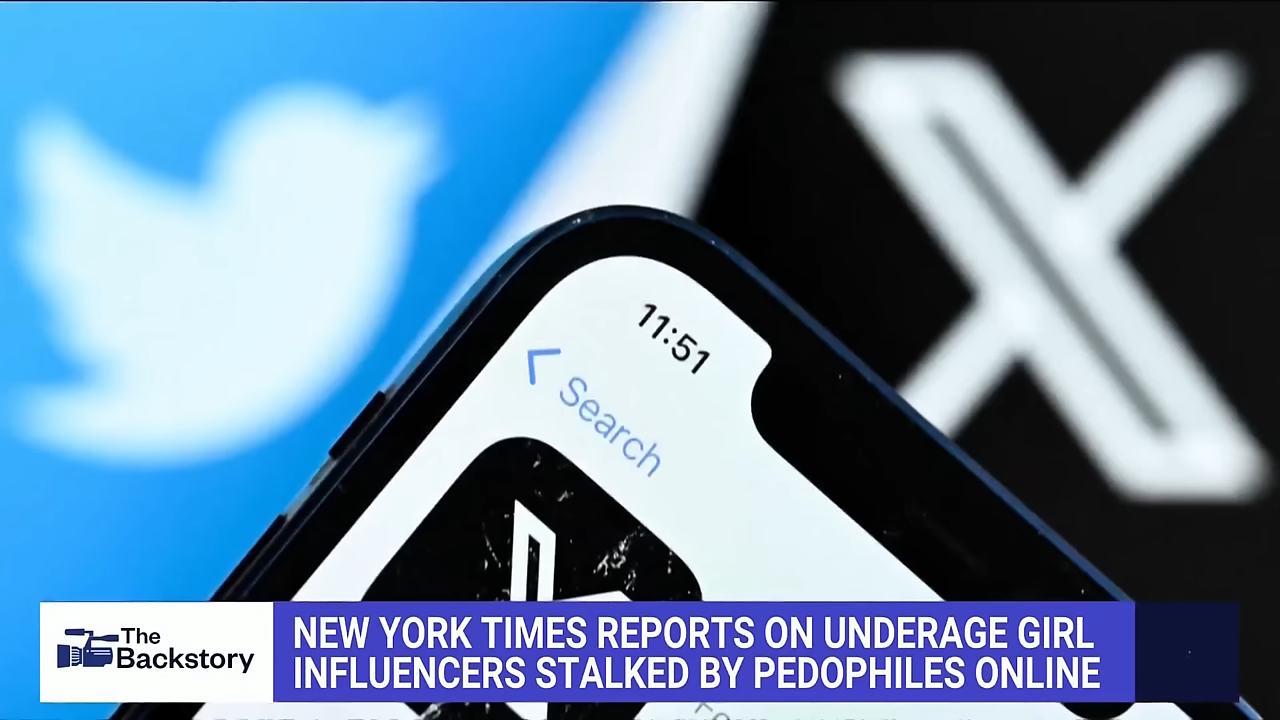 11:51
Search
The
Backstory
NEW YORK TIMES REPORTS ON UNDERAGE GIRL
INFLUENCERS STALKED BY PEDOPHILES ONLINE